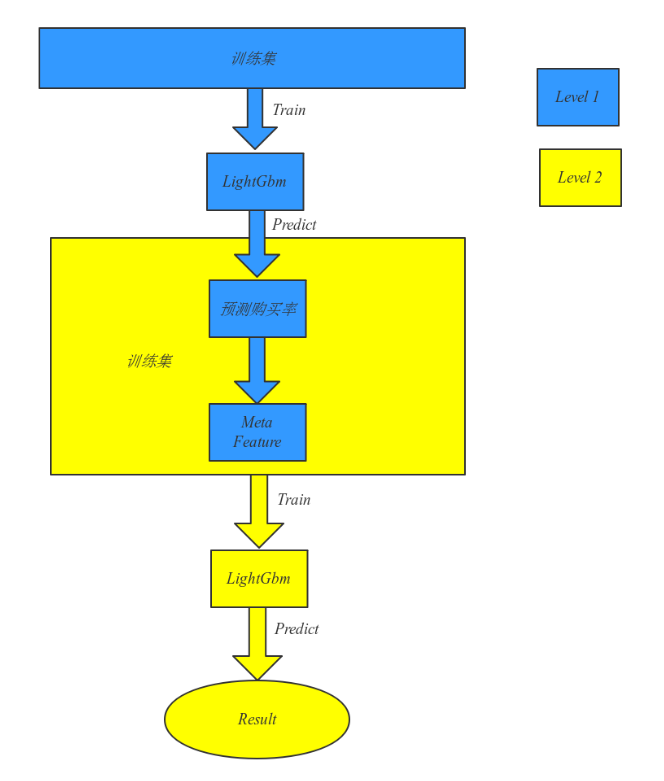 训练集
Train
Level 1
LightGbm
Level 2
Predict
预测购买率
训练集
Meta
Feature
Train
LightGbm
Predict
Result